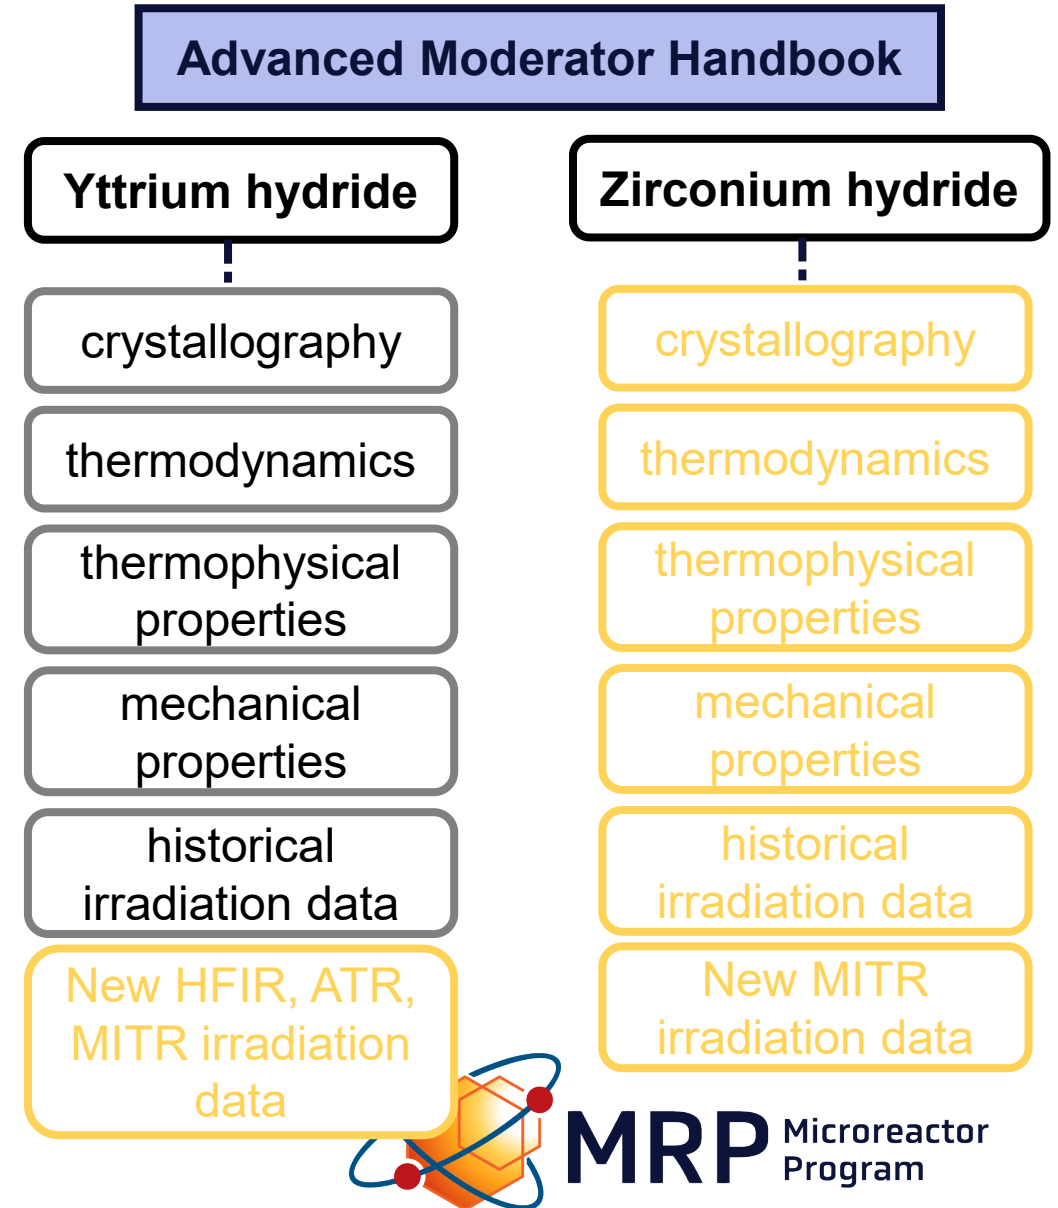 Advanced Moderator Handbook
Yttrium hydride
crystallography
thermodynamics
thermophysical
properties
mechanical
properties
historical
irradiation data
New HFIR, ATR,
MITR irradiation
data
Zirconium hydride
crystallography
thermodynamics
thermophysical
properties
mechanical
properties
historical
irradiation data
New MITR
irradiation data
MRP
Microreactor
Program